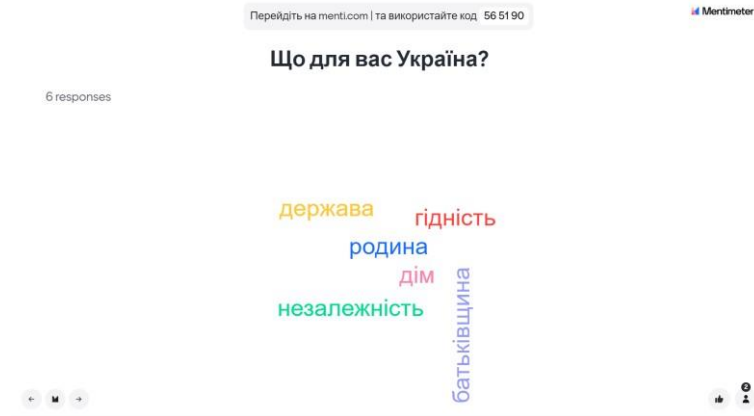 Перейдіть на menti.com | та використайте код 56 51 90
Mentimeter
Що для вас Україна?
6 responses
держава
гідність
родина
дім
незалежність
батьківщина
2